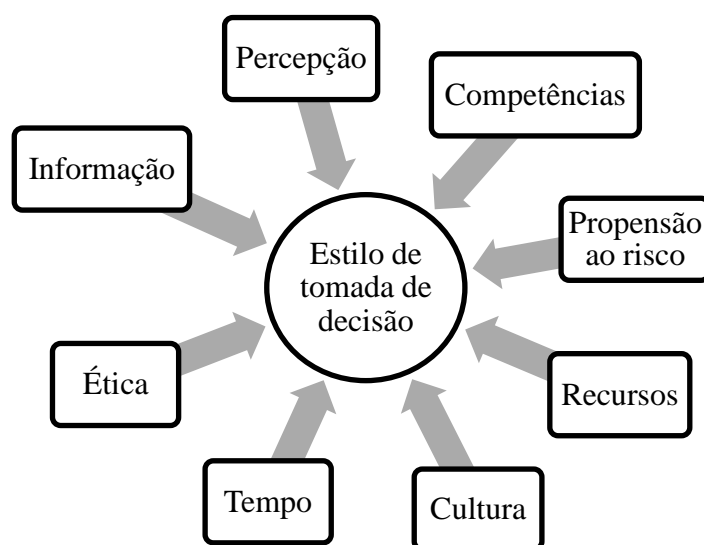 Percepção
Competências
Informação
Propensão
ao risco
Estilo de
tomada de
decisão
Ética
Recursos
Tempo
Cultura